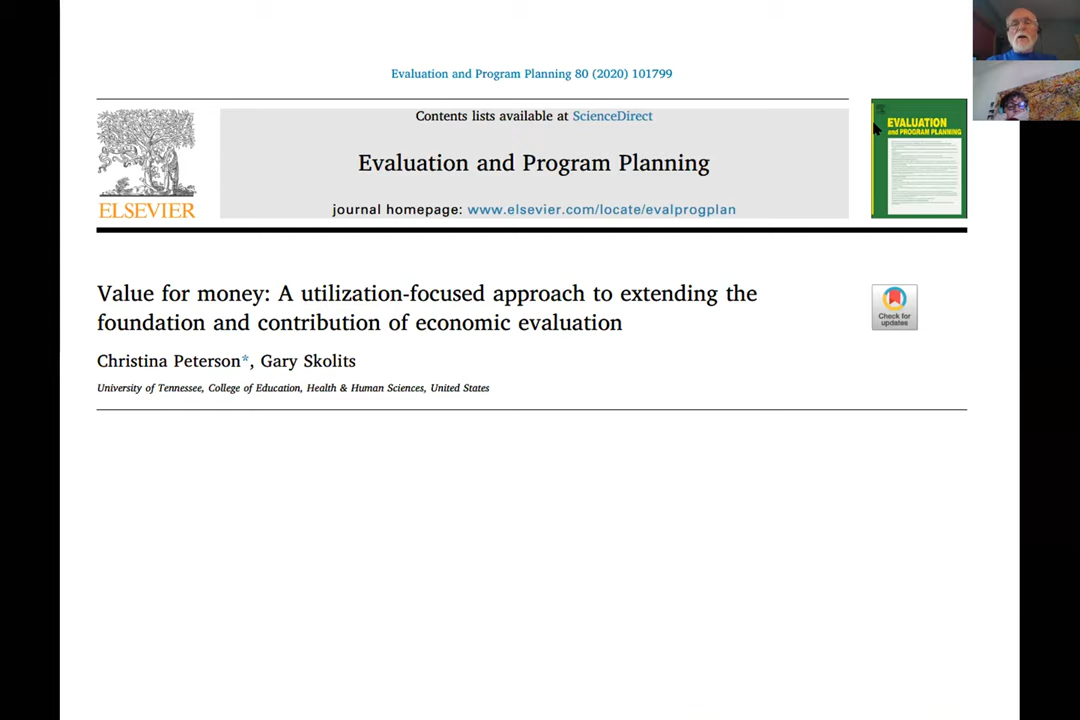 Evaluation and Program Planning 80 (2020) 101799
Contents lists available at ScienceDirect
Evaluation and Program Planning
journal homepage: www.elsevier.com/locate/evalprogplan
ELSEVIER
EVALUATION
and PROGRAM PLANNING
Value for money: A utilization-focused approach to extending the
foundation and contribution of economic evaluation
Check for
updates
Christina Peterson*, Gary Skolits
University of Tennessee, College of Education, Health & Human Sciences, United States